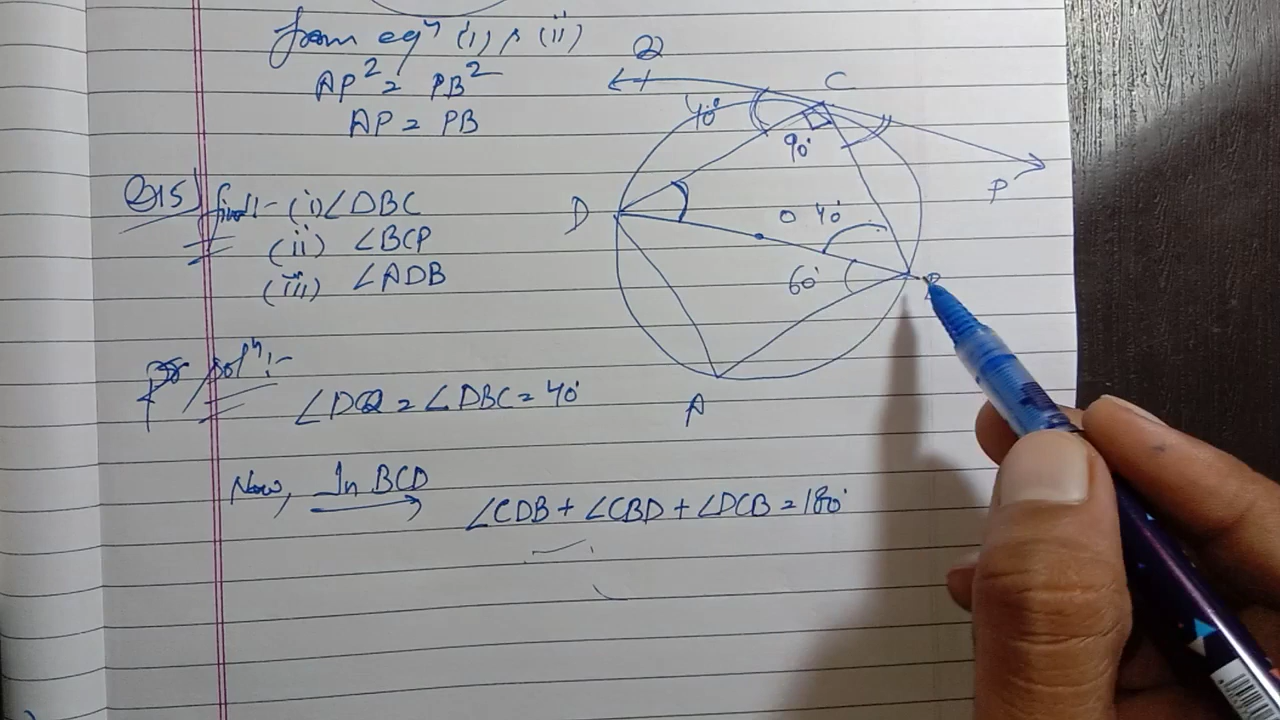 from eqⁿ (i) & (ii)
AP² = PB²
AP = PB
Q15) find:- (i) ∠DBC
(ii) ∠BCP
(iii) ∠ADB
Q
C
40°
90°
P
D
O 40°
60°
B
A
solⁿ:-
∠DCQ = ∠DBC = 40°
Now, In BCD
∠CDB + ∠CBD + ∠DCB = 180°